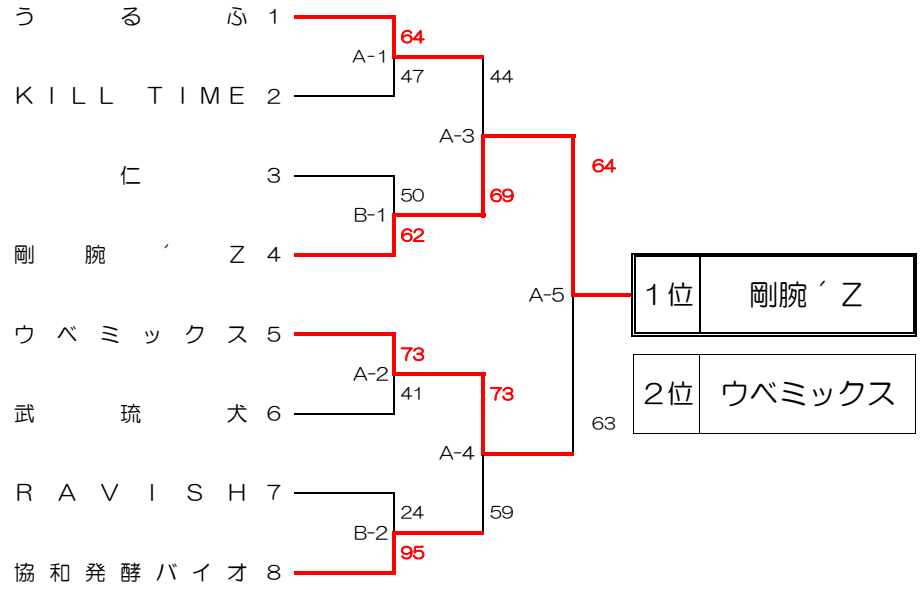 うるふ 1
64
A-1
47
44
KILL TIME 2
A-3
64
仁 3
50
69
B-1
62
剛腕´Z 4
A-5
1位 剛腕´Z
ウベミックス 5
73
A-2
41
73
2位 ウベミックス
武琉犬 6
63
A-4
RAVISH 7
24
59
B-2
95
協和発酵バイオ 8